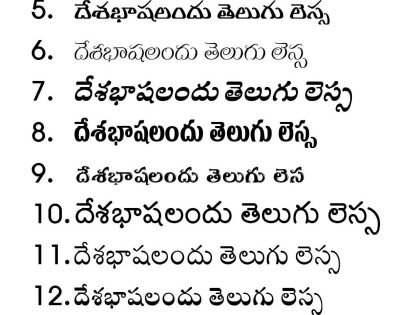 5. దేశభాషలందు తెలుగు లెస్స
6. దేశభాషలందు తెలుగు లెస్స
7. దేశభాషలందు తెలుగు లెస్స
8. దేశభాషలందు తెలుగు లెస్స
9. దేశభాషలందు తెలుగు లెస
10. దేశభాషలందు తెలుగు లెస్స
11. దేశభాషలందు తెలుగు లెస్స
12. దేశభాషలందు తెలుగు లెస్స